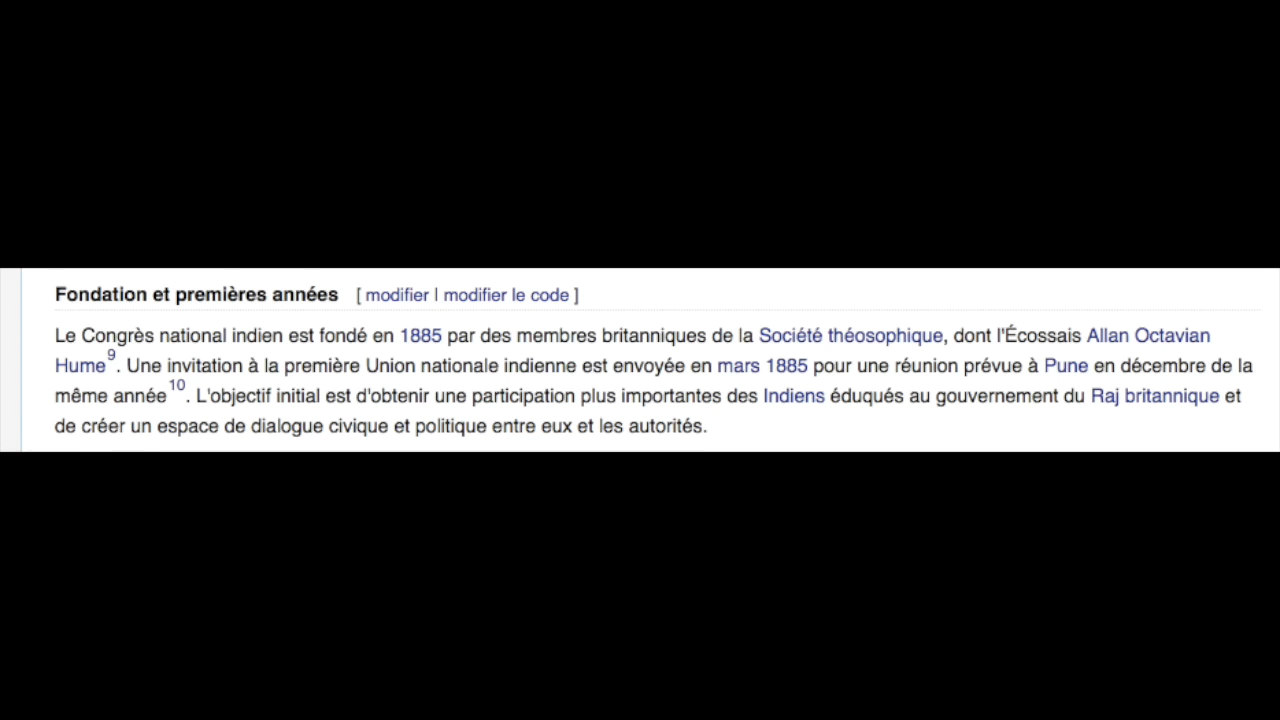 Fondation et premières années [ modifier | modifier le code ]
Le Congrès national indien est fondé en 1885 par des membres britanniques de la Société théosophique, dont l'Écossais Allan Octavian
Hume9. Une invitation à la première Union nationale indienne est envoyée en mars 1885 pour une réunion prévue à Pune en décembre de la
même année10. L'objectif initial est d'obtenir une participation plus importantes des Indiens éduqués au gouvernement du Raj britannique et
de créer un espace de dialogue civique et politique entre eux et les autorités.